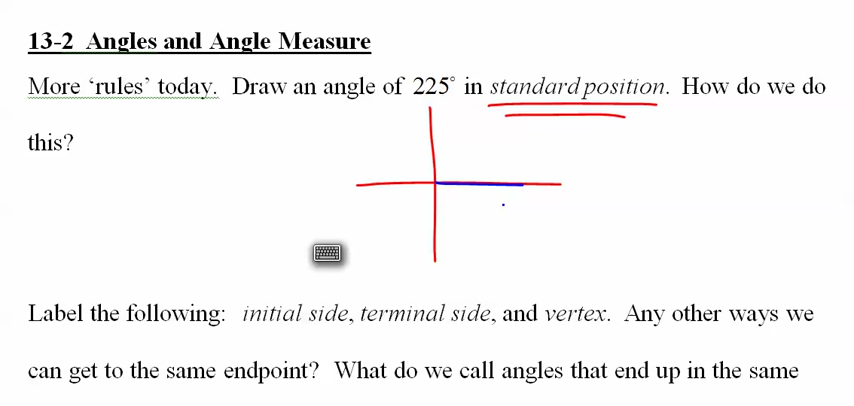 13-2 Angles and Angle Measure
More ‘rules’ today. Draw an angle of 225° in standard position. How do we do
this?
Label the following: initial side, terminal side, and vertex. Any other ways we
can get to the same endpoint? What do we call angles that end up in the same